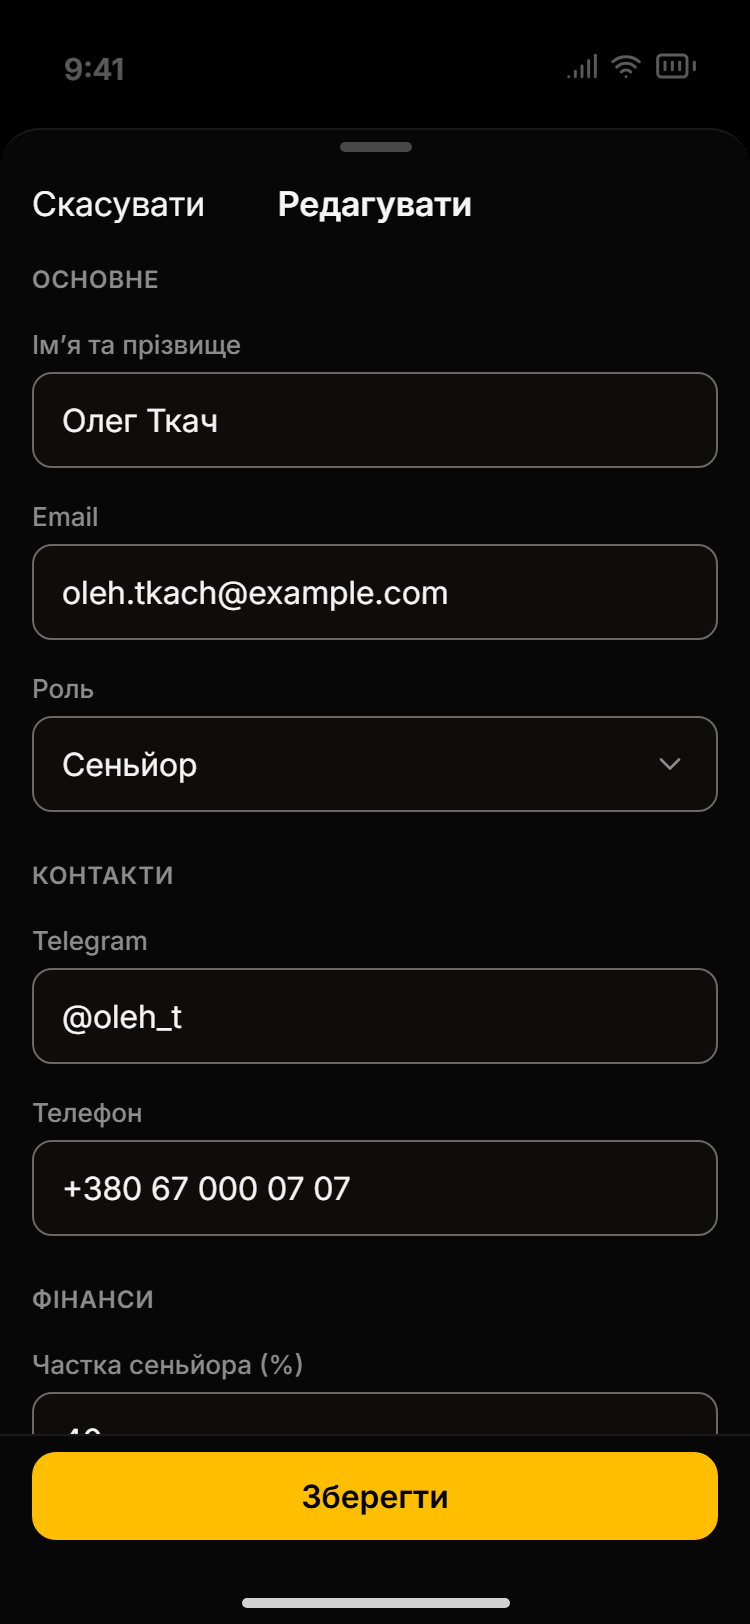 9:41
Скасувати Редагувати
ОСНОВНЕ
Ім’я та прізвище
Олег Ткач
Email
oleh.tkach@example.com
Роль
Сеньйор
КОНТАКТИ
Telegram
@oleh_t
Телефон
+380 67 000 07 07
ФІНАНСИ
Частка сеньйора (%)
Зберегти